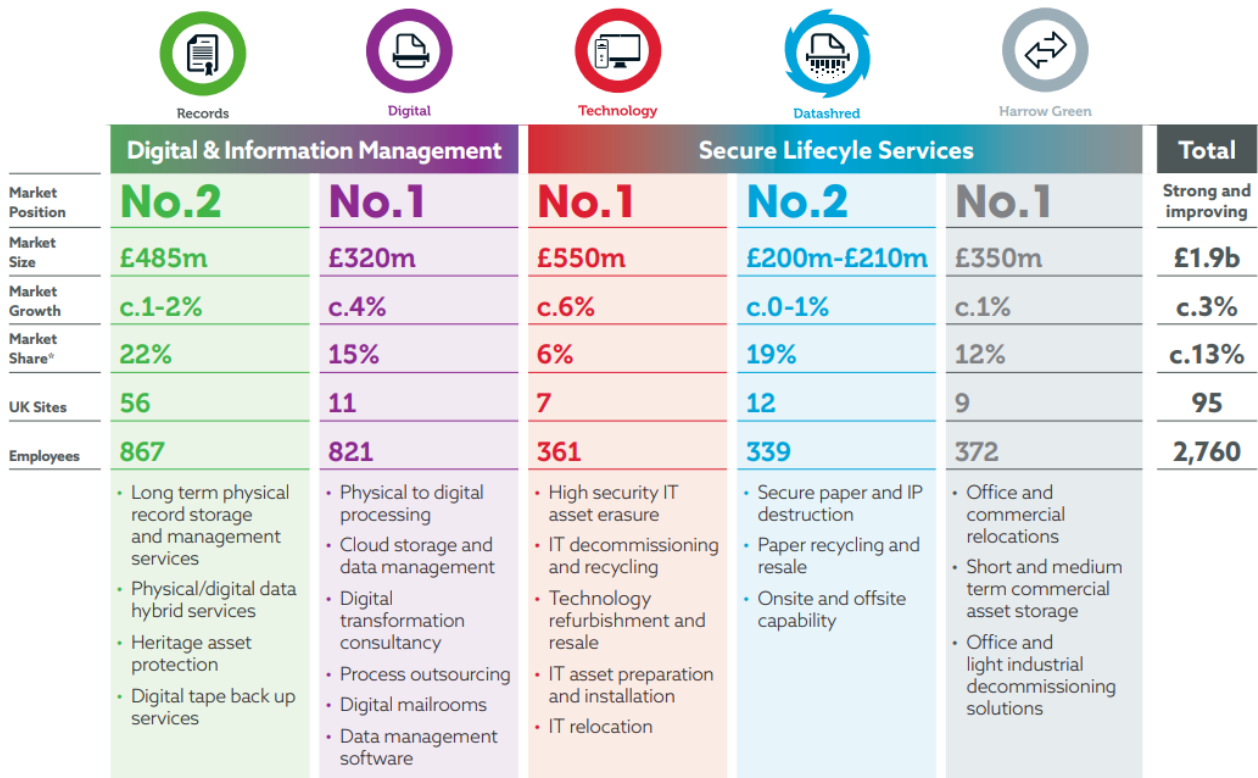 Records
Digital
Technology
Datashred
Harrow Green
Digital & Information Management
Secure Lifecyle Services
Total
Market
Position
No.2
No.1
No.1
No.2
No.1
Strong and
improving
Market
Size
£485m
£320m
£550m
£200m-£210m
£350m
£1.9b
Market
Growth
c.1-2%
c.4%
c.6%
c.0-1%
c.1%
c.3%
Market
Share*
22%
15%
6%
19%
12%
c.13%
UK Sites
56
11
7
12
9
95
Employees
867
821
361
339
372
2,760
• Long term physical
record storage
and management
services
• Physical/digital data
hybrid services
• Heritage asset
protection
• Digital tape back up
services
• Physical to digital
processing
• Cloud storage and
data management
• Digital
transformation
consultancy
• Process outsourcing
• Digital mailrooms
• Data management
software
• High security IT
asset erasure
• IT decommissioning
and recycling
• Technology
refurbishment and
resale
• IT asset preparation
and installation
• IT relocation
• Secure paper and IP
destruction
• Paper recycling and
resale
• Onsite and offsite
capability
• Office and
commercial
relocations
• Short and medium
term commercial
asset storage
• Office and
light industrial
decommissioning
solutions